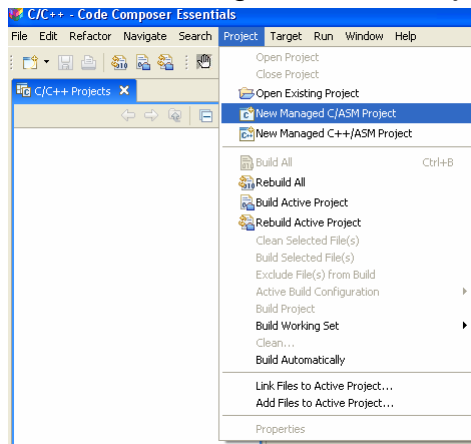 C/C++ - Code Composer Essentials
File Edit Refactor Navigate Search Project Target Run Window Help
C/C++ Projects
Open Project
Close Project
Open Existing Project
New Managed C/ASM Project
New Managed C++/ASM Project
Build All Ctrl+B
Rebuild All
Build Active Project
Rebuild Active Project
Clean Selected File(s)
Build Selected File(s)
Exclude File(s) from Build
Active Build Configuration
Build Project
Build Working Set
Clean...
Build Automatically
Link Files to Active Project...
Add Files to Active Project...
Properties